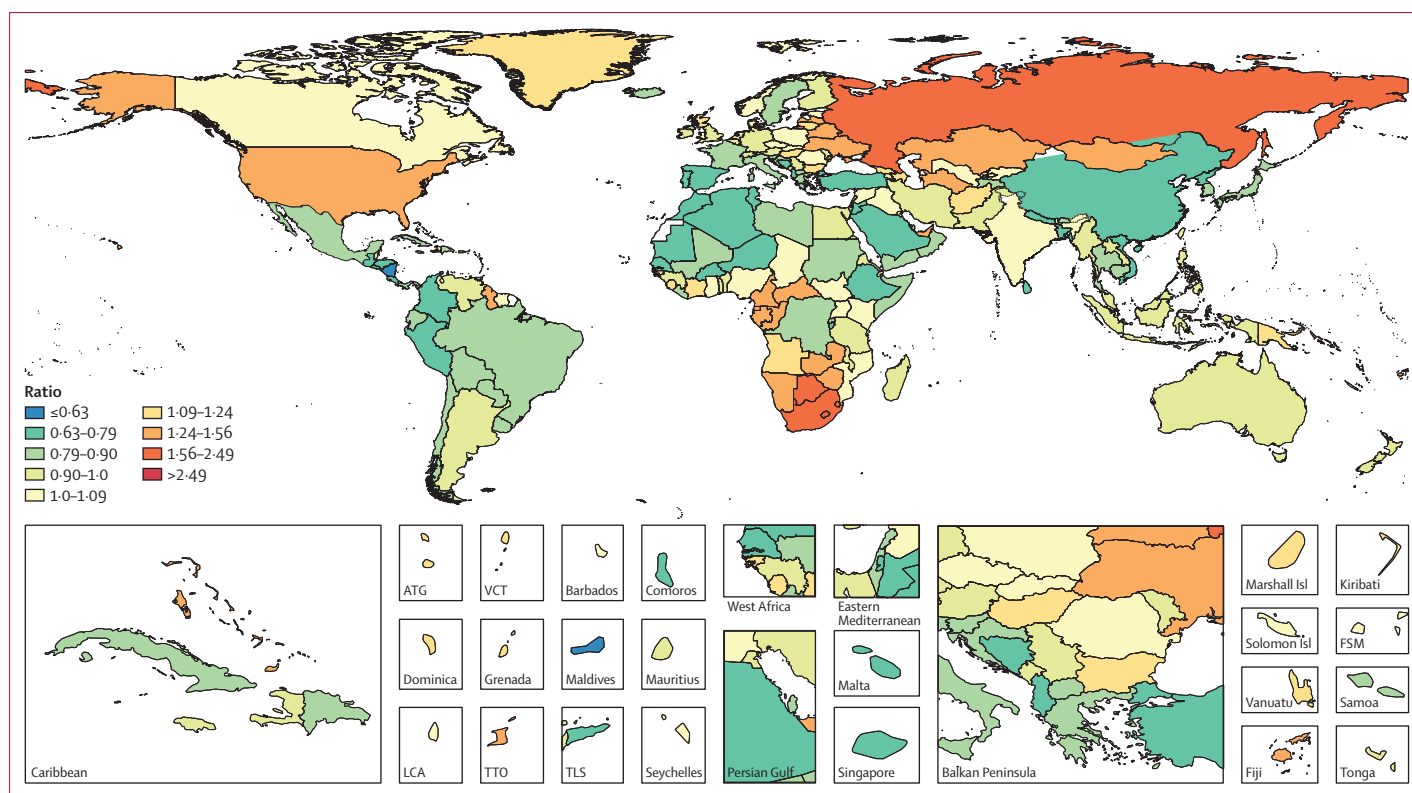 Ratio
≤0·63
0·63–0·79
0·79–0·90
0·90–1·0
1·0–1·09
1·09–1·24
1·24–1·56
1·56–2·49
>2·49
Caribbean
ATG
VCT
Barbados
Comoros
West Africa
Eastern
Mediterranean
Dominica
Grenada
Maldives
Mauritius
Malta
LCA
TTO
TLS
Seychelles
Persian Gulf
Singapore
Balkan Peninsula
Marshall Isl
Kiribati
Solomon Isl
FSM
Vanuatu
Samoa
Fiji
Tonga